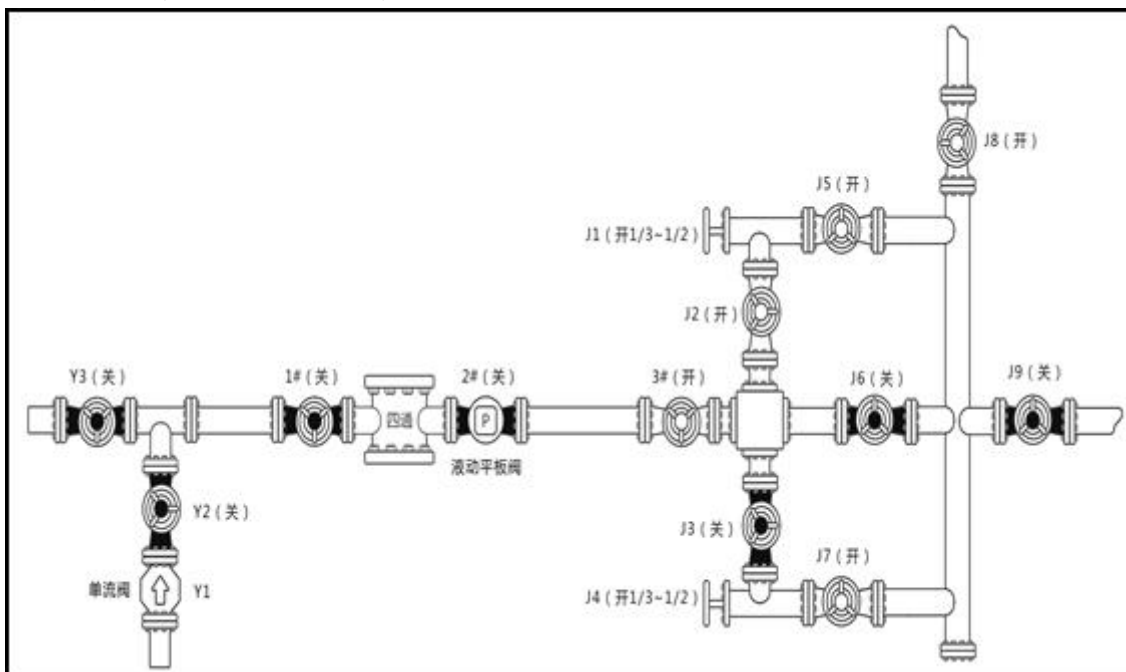 J8（开）
J5（开）
J1（开1/3~1/2）
J2（开）
Y3（关）
1#（关）
2#（关）
3#（开）
J6（关）
J9（关）
四通
P
液动平板阀
Y2（关）
J3（关）
J7（开）
单流阀
Y1
J4（开1/3~1/2）